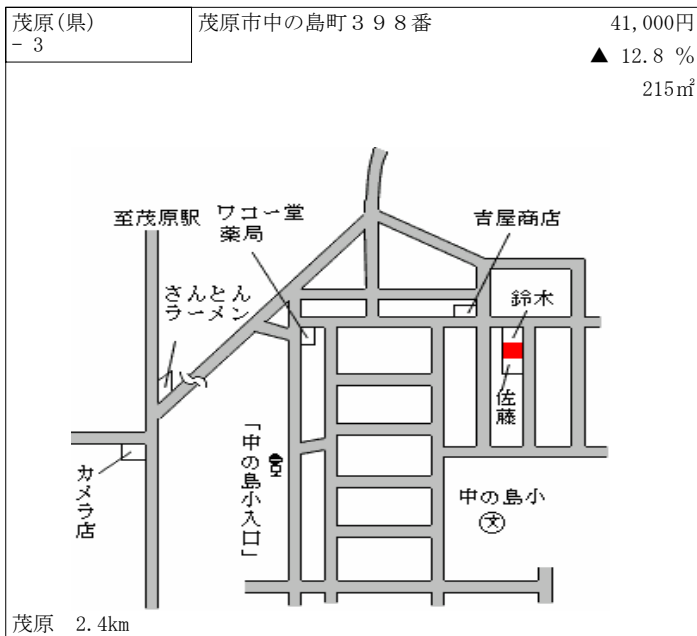 茂原(県)
- 3
茂原市中の島町３９８番
41,000円
▲ 12.8 %
215㎡
至茂原駅
ワコー堂
薬局
吉屋商店
さんとん
ラーメン
鈴木
佐藤
カメラ店
「中の島小入口」
中の島小
文
茂原 2.4km